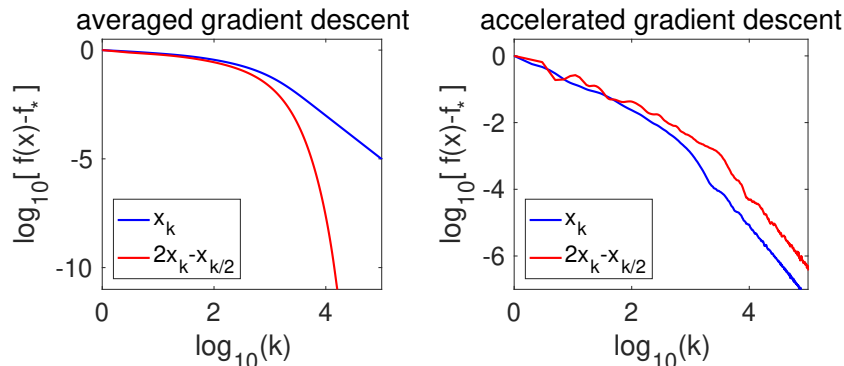 averaged gradient descent
log10[ f(x)-f* ]
0
-5
-10
xk
2xk-xk/2
0
2
4
log10(k)
accelerated gradient descent
log10[ f(x)-f* ]
0
-2
-4
-6
xk
2xk-xk/2
0
2
4
log10(k)